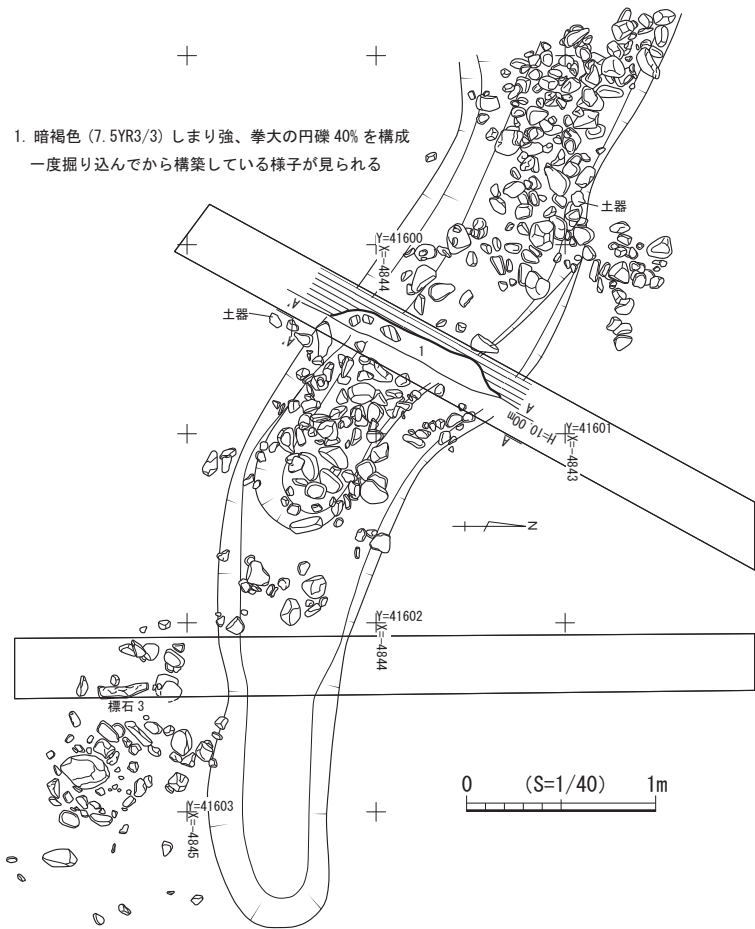 1. 暗褐色 (7.5YR3/3) しまり強、拳大の円礫 40% を構成
一度掘り込んでから構築している様子が見られる
土器
Y=41600
X=-4844
土器
A'
A'
1
A
H=10.00m
A
Y=41601
X=-4843
N
Y=41602
X=-4844
標石 3
0 (S=1/40) 1m
Y=41603
X=-4845